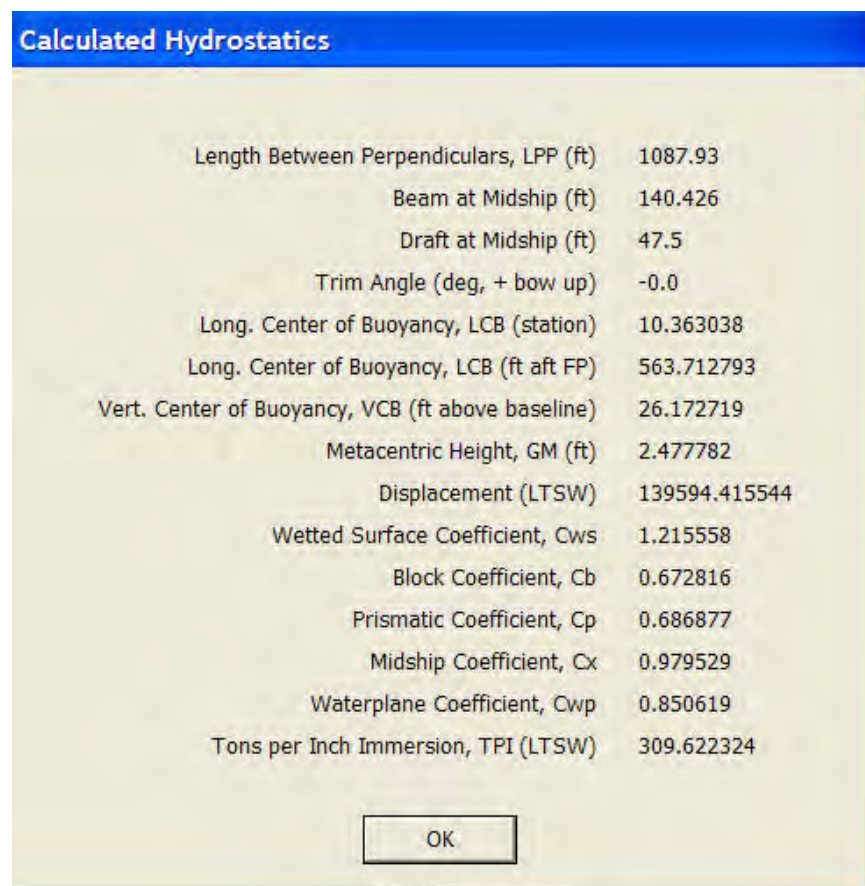 Calculated Hydrostatics
Length Between Perpendiculars, LPP (ft) 1087.93
Beam at Midship (ft) 140.426
Draft at Midship (ft) 47.5
Trim Angle (deg, + bow up) -0.0
Long. Center of Buoyancy, LCB (station) 10.363038
Long. Center of Buoyancy, LCB (ft aft FP) 563.712793
Vert. Center of Buoyancy, VCB (ft above baseline) 26.172719
Metacentric Height, GM (ft) 2.477782
Displacement (LTSW) 139594.415544
Wetted Surface Coefficient, Cws 1.215558
Block Coefficient, Cb 0.672816
Prismatic Coefficient, Cp 0.686877
Midship Coefficient, Cx 0.979529
Waterplane Coefficient, Cwp 0.850619
Tons per Inch Immersion, TPI (LTSW) 309.622324
OK